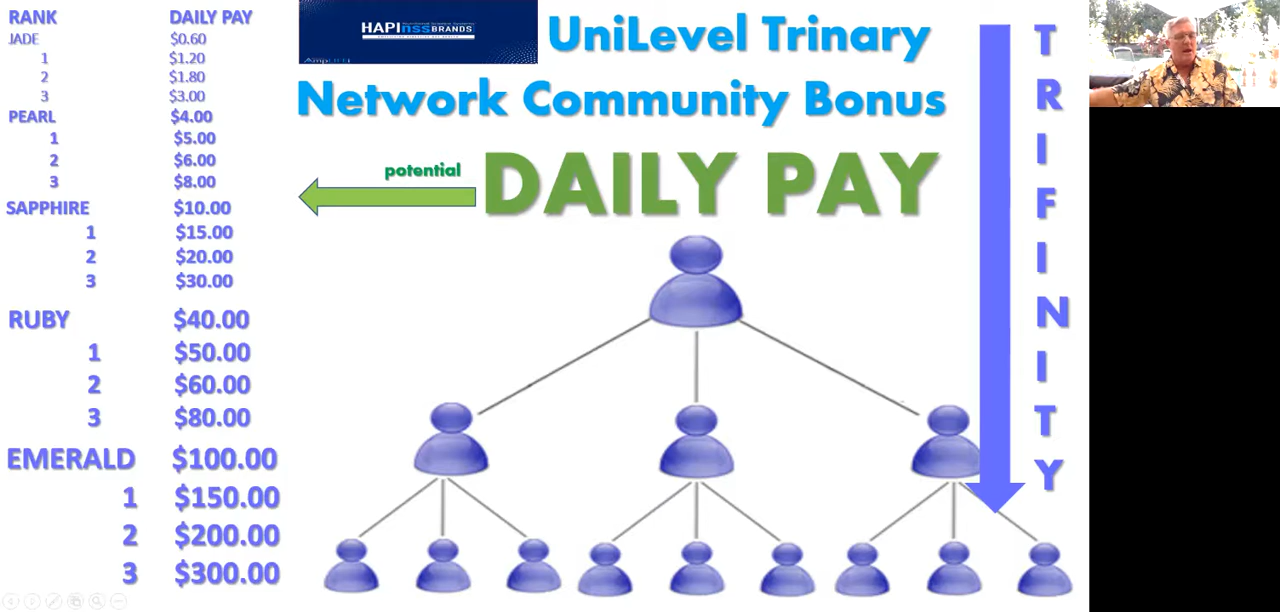 RANK DAILY PAY
JADE $0.60
1 $1.20
2 $1.80
3 $3.00
PEARL $4.00
1 $5.00
2 $6.00
3 $8.00
SAPPHIRE $10.00
1 $15.00
2 $20.00
3 $30.00
RUBY $40.00
1 $50.00
2 $60.00
3 $80.00
EMERALD $100.00
1 $150.00
2 $200.00
3 $300.00
HAPInssBRANDS
UniLevel Trinary
Network Community Bonus
potential
DAILY PAY
TRIFINITY